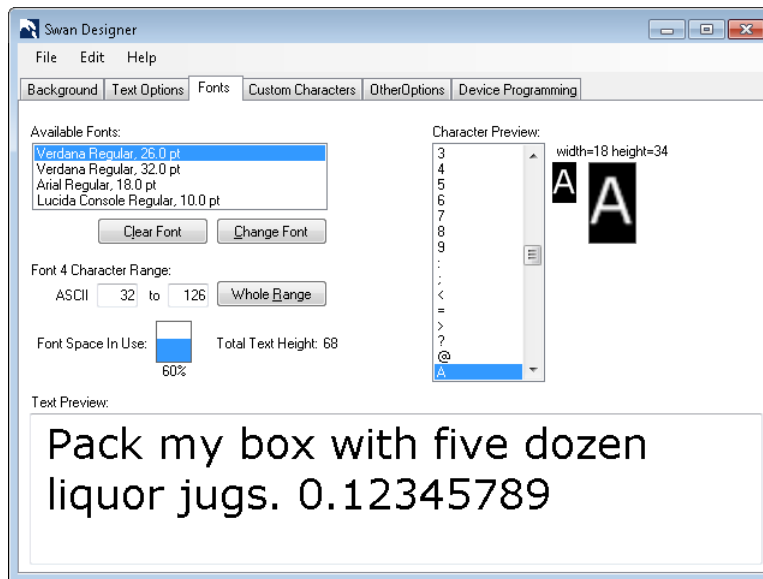 Swan Designer
File Edit Help
Background Text Options Fonts Custom Characters OtherOptions Device Programming
Available Fonts:
Verdana Regular, 26.0 pt
Verdana Regular, 32.0 pt
Arial Regular, 18.0 pt
Lucida Console Regular, 10.0 pt
Clear Font Change Font
Font 4 Character Range:
ASCII 32 to 126 Whole Range
Font Space In Use: Total Text Height: 68
60%
Character Preview:
3
4
5
6
7
8
9
:
;
<
=
>
?
@
A
width=18 height=34
A A
Text Preview:
Pack my box with five dozen
liquor jugs. 0.12345789